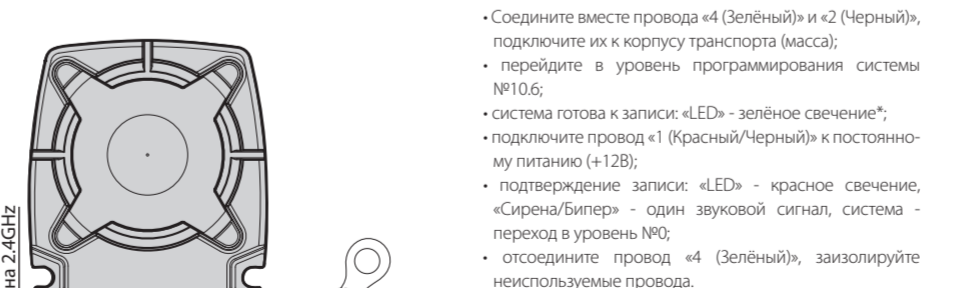 • Соедините вместе провода «4 (Зелёный)» и «2 (Черный)»,
подключите их к корпусу транспорта (масса);
• перейдите в уровень программирования системы
№10.6;
• система готова к записи: «LED» - зелёное свечение*;
• подключите провод «1 (Красный/Черный)» к постоянно-
му питанию (+12В);
• подтверждение записи: «LED» - красное свечение,
«Сирена/Бипер» - один звуковой сигнал, система -
переход в уровень №0;
• отсоедините провод «4 (Зелёный)», заизолируйте
неиспользуемые провода.
на 2.4GHz